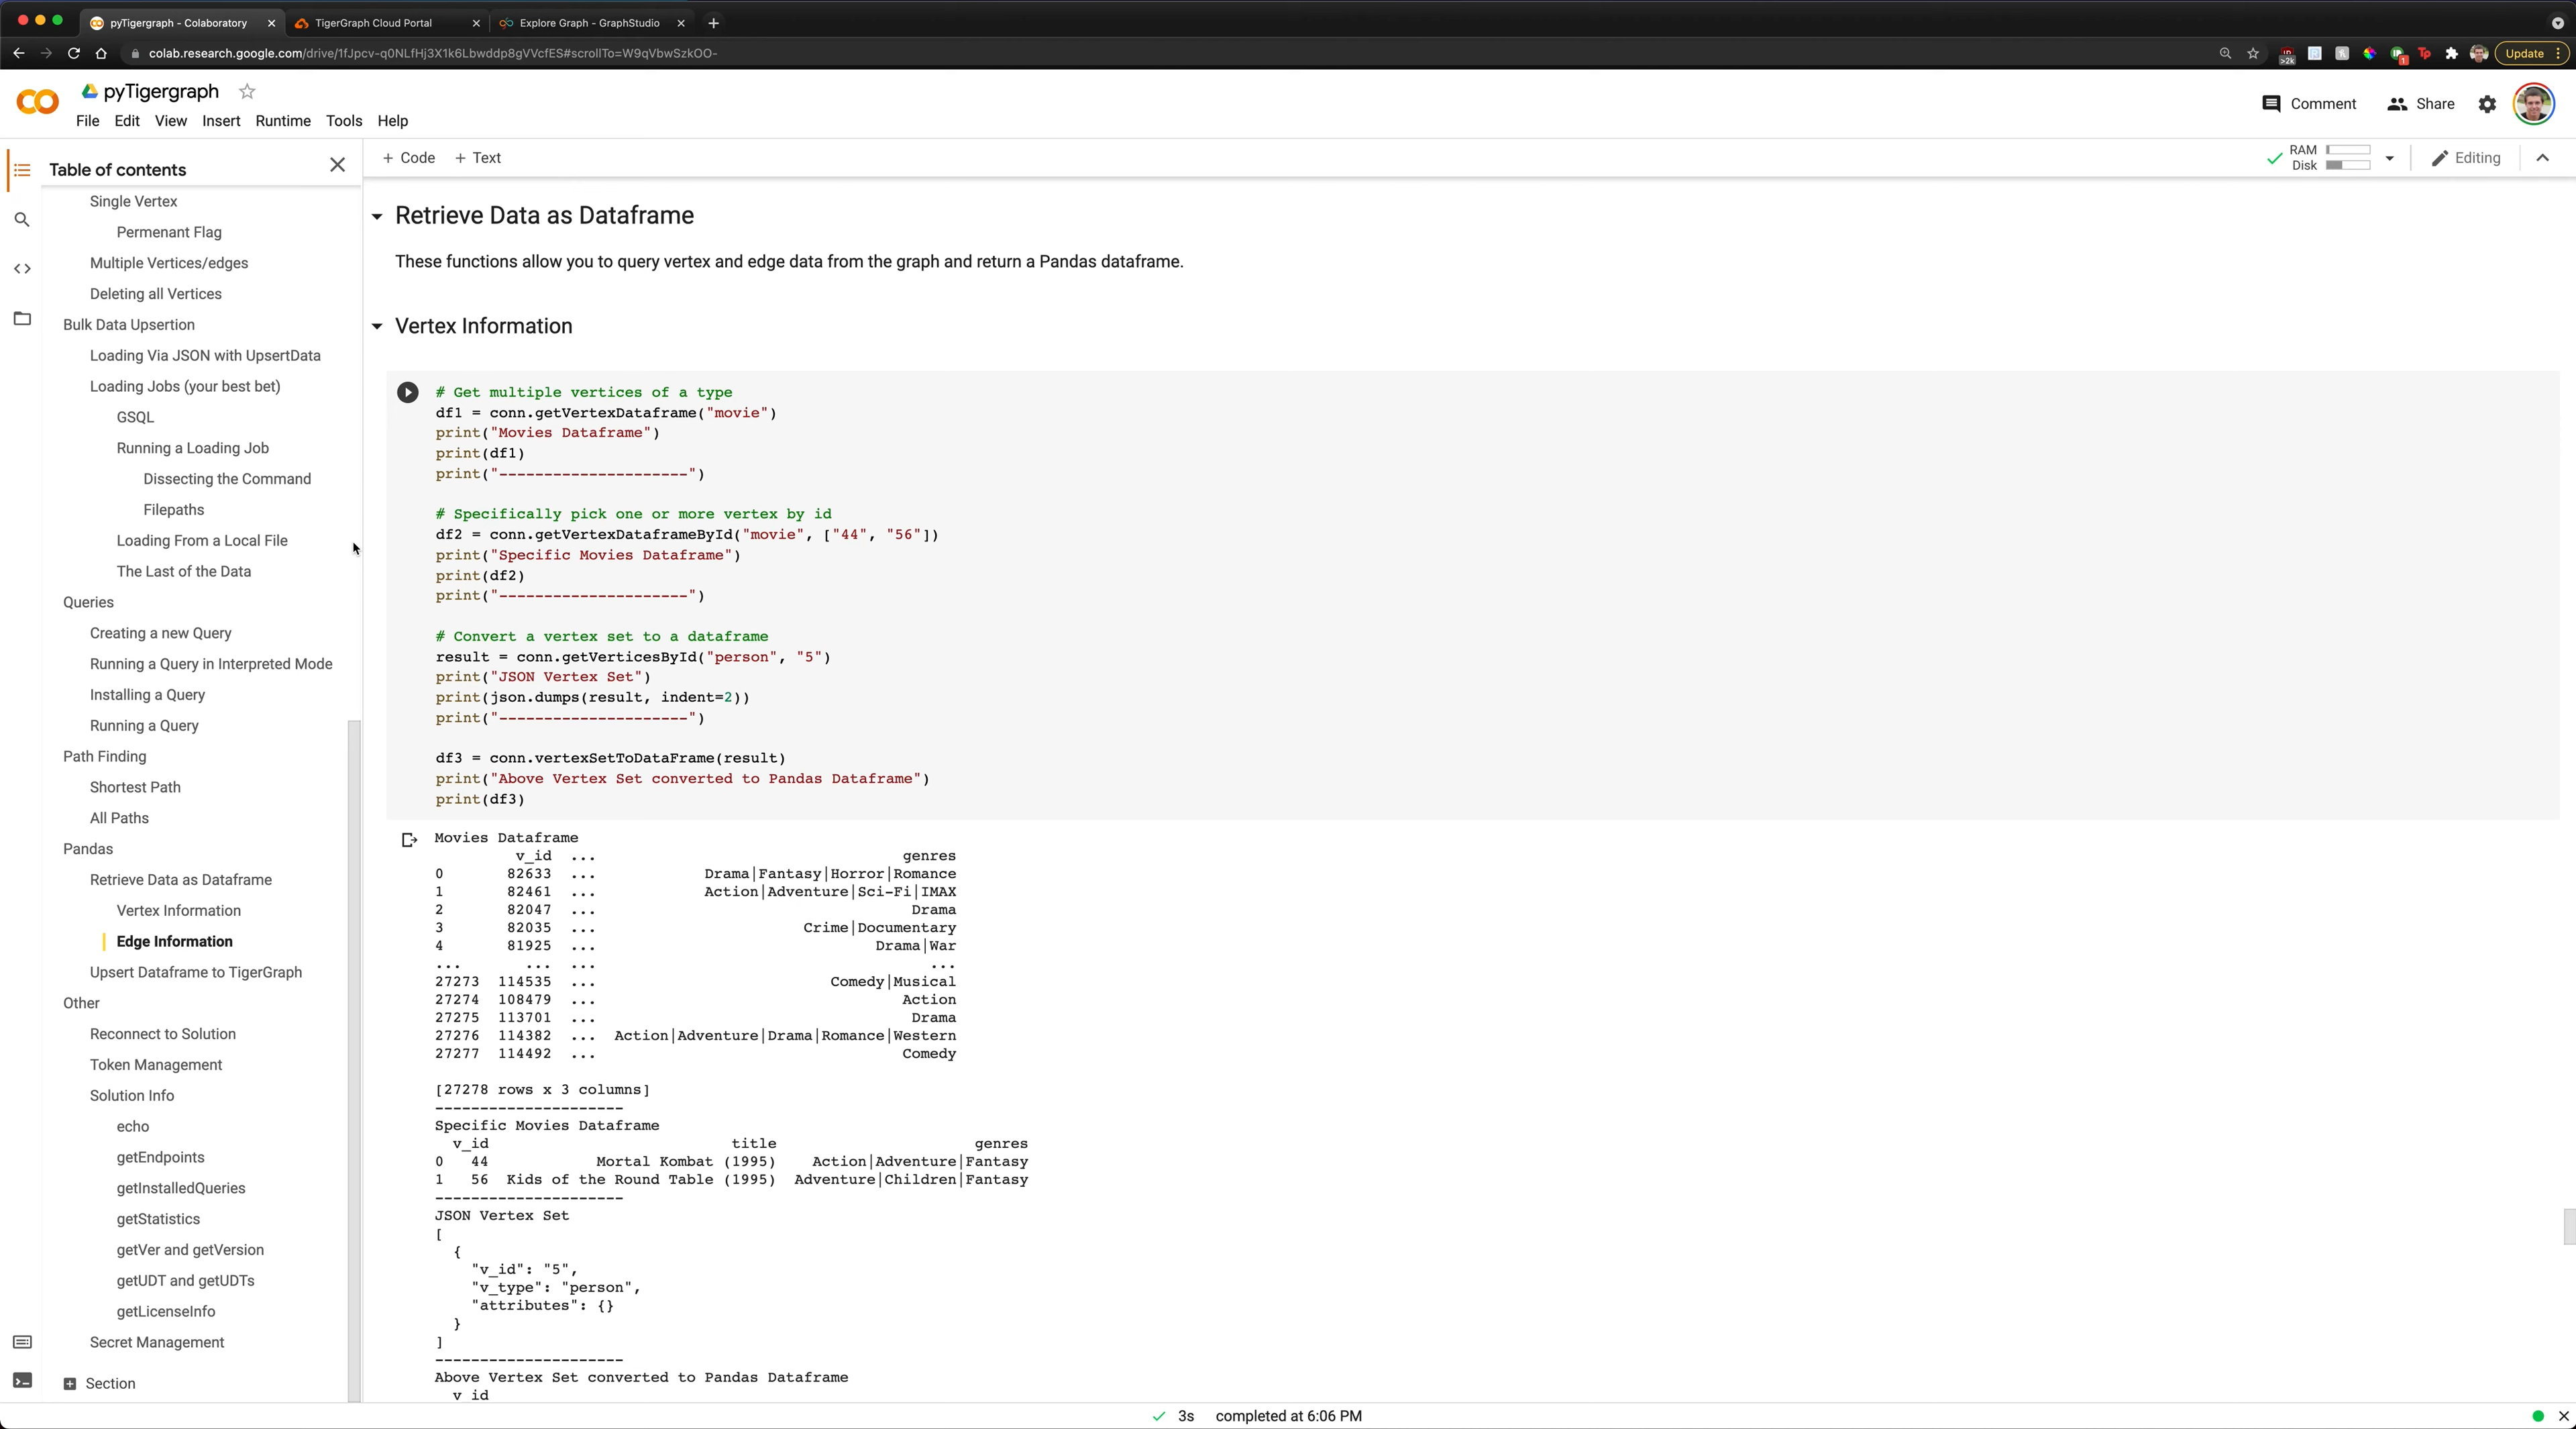 pyTigergraph - Colaboratory
TigerGraph Cloud Portal
Explore Graph - GraphStudio
colab.research.google.com/drive/1fJpcv-q0NLfHj3X1k6Lbwddp8gVVcfES#scrollTo=W9qVbwSzkOO-
>2k
1
Tp
Update
pyTigergraph
File Edit View Insert Runtime Tools Help
Comment
Share
Table of contents
+ Code + Text
RAM
Disk
Editing
Single Vertex
Permenant Flag
Multiple Vertices/edges
Deleting all Vertices
Bulk Data Upsertion
Loading Via JSON with UpsertData
Loading Jobs (your best bet)
GSQL
Running a Loading Job
Dissecting the Command
Filepaths
Loading From a Local File
The Last of the Data
Queries
Creating a new Query
Running a Query in Interpreted Mode
Installing a Query
Running a Query
Path Finding
Shortest Path
All Paths
Pandas
Retrieve Data as Dataframe
Vertex Information
Edge Information
Upsert Dataframe to TigerGraph
Other
Reconnect to Solution
Token Management
Solution Info
echo
getEndpoints
getInstalledQueries
getStatistics
getVer and getVersion
getUDT and getUDTs
getLicenseInfo
Secret Management
Section
Retrieve Data as Dataframe
These functions allow you to query vertex and edge data from the graph and return a Pandas dataframe.
Vertex Information
# Get multiple vertices of a type
df1 = conn.getVertexDataframe("movie")
print("Movies Dataframe")
print(df1)
print("---------------------")
# Specifically pick one or more vertex by id
df2 = conn.getVertexDataframeById("movie", ["44", "56"])
print("Specific Movies Dataframe")
print(df2)
print("---------------------")
# Convert a vertex set to a dataframe
result = conn.getVerticesById("person", "5")
print("JSON Vertex Set")
print(json.dumps(result, indent=2))
print("---------------------")
df3 = conn.vertexSetToDataFrame(result)
print("Above Vertex Set converted to Pandas Dataframe")
print(df3)
Movies Dataframe
v_id ... genres
0 82633 ... Drama|Fantasy|Horror|Romance
1 82461 ... Action|Adventure|Sci-Fi|IMAX
2 82047 ... Drama
3 82035 ... Crime|Documentary
4 81925 ... Drama|War
... ... ... ...
27273 114535 ... Comedy|Musical
27274 108479 ... Action
27275 113701 ... Drama
27276 114382 ... Action|Adventure|Drama|Romance|Western
27277 114492 ... Comedy
[27278 rows x 3 columns]
---------------------
Specific Movies Dataframe
v_id title genres
0 44 Mortal Kombat (1995) Action|Adventure|Fantasy
1 56 Kids of the Round Table (1995) Adventure|Children|Fantasy
---------------------
JSON Vertex Set
[
{
"v_id": "5",
"v_type": "person",
"attributes": {}
}
]
---------------------
Above Vertex Set converted to Pandas Dataframe
v_id
3s completed at 6:06 PM